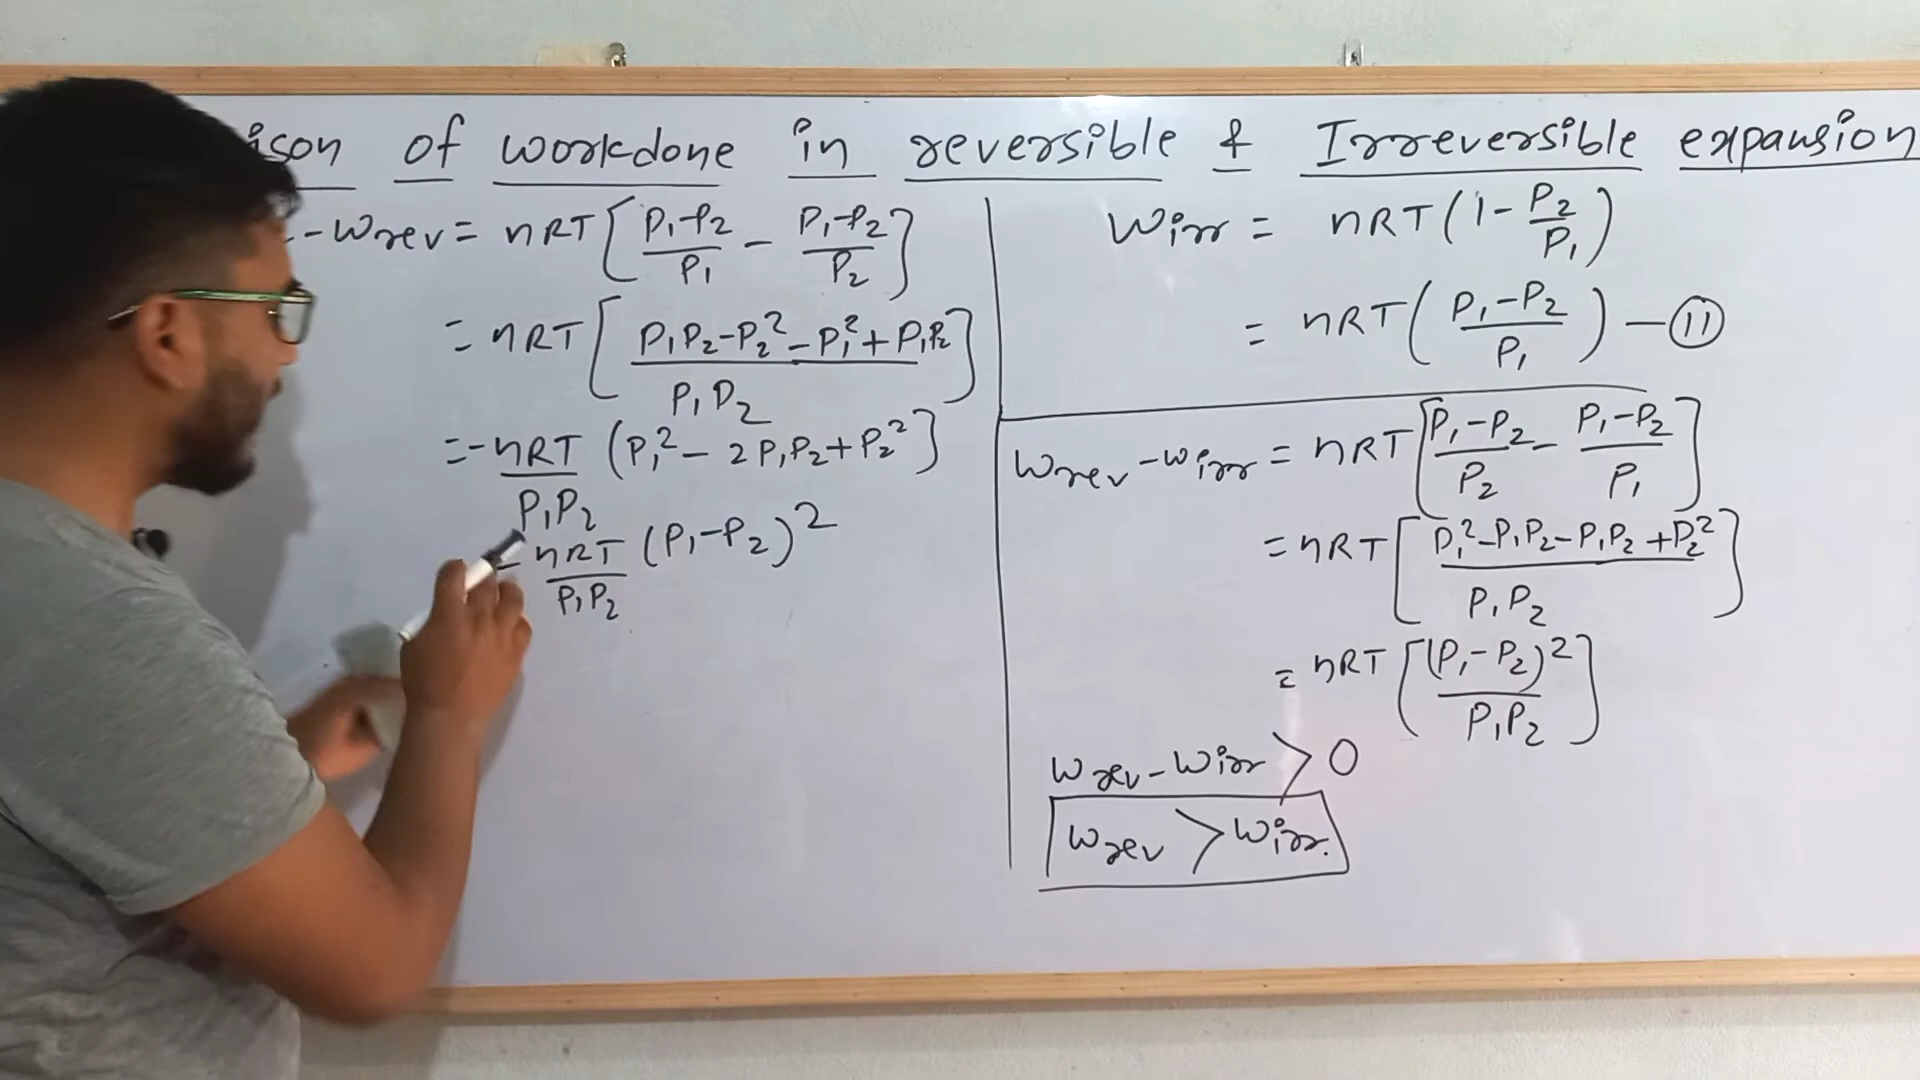 of workdone in reversible & Irreversible expansion
-Wrev = nRT[(P₁-P₂)/P₁ - (P₁-P₂)/P₂]
= nRT[(P₁P₂-P₂²-P₁²+P₁P₂)/P₁P₂]
= -nRT/P₁P₂ (P₁²- 2P₁P₂+P₂²]
nRT/P₁P₂ (P₁-P₂)²
Wirr = nRT(1-P₂/P₁)
= nRT((P₁-P₂)/P₁) —⑪
Wrev -Wirr = nRT[(P₁-P₂)/P₂ - (P₁-P₂)/P₁]
= nRT[(P₁²-P₁P₂-P₁P₂+P₂²)/P₁P₂]
= nRT[(P₁-P₂)²/P₁P₂]
Wrev-Wirr > 0
Wrev > Wirr.